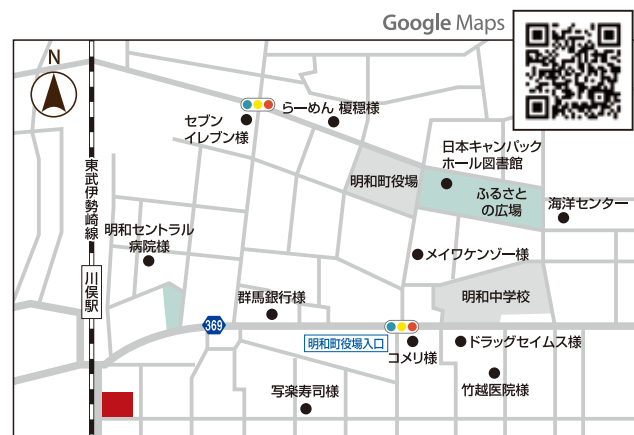 Google Maps
N
セブン
イレブン様
らーめん 榎穂様
日本キャンパック
ホール図書館
明和町役場
ふるさと
の広場
海洋センター
東武伊勢崎線
明和セントラル
病院様
メイワケンゾー様
川俣駅
群馬銀行様
明和中学校
369
明和町役場入口
コメリ様
ドラッグセイムス様
竹越医院様
写楽寿司様